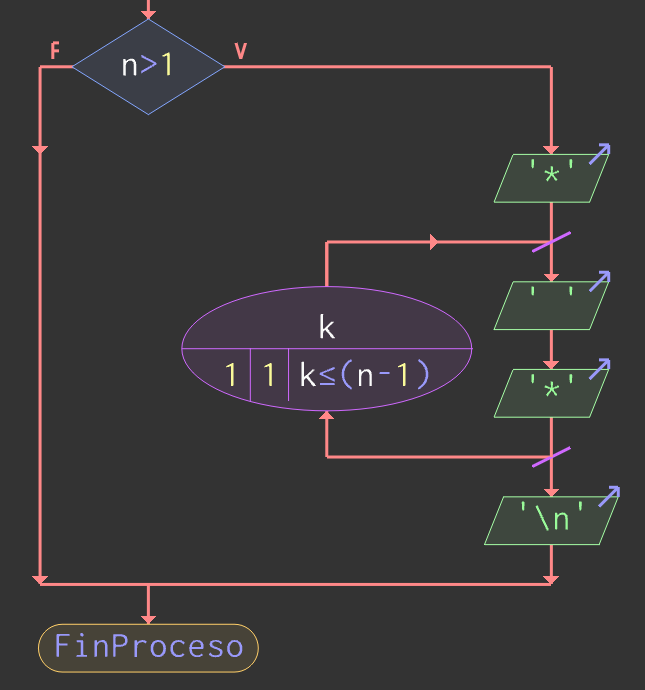 F
V
n>1
'*'
' '
k
1 1 k≤(n-1)
'*'
'\n'
FinProceso